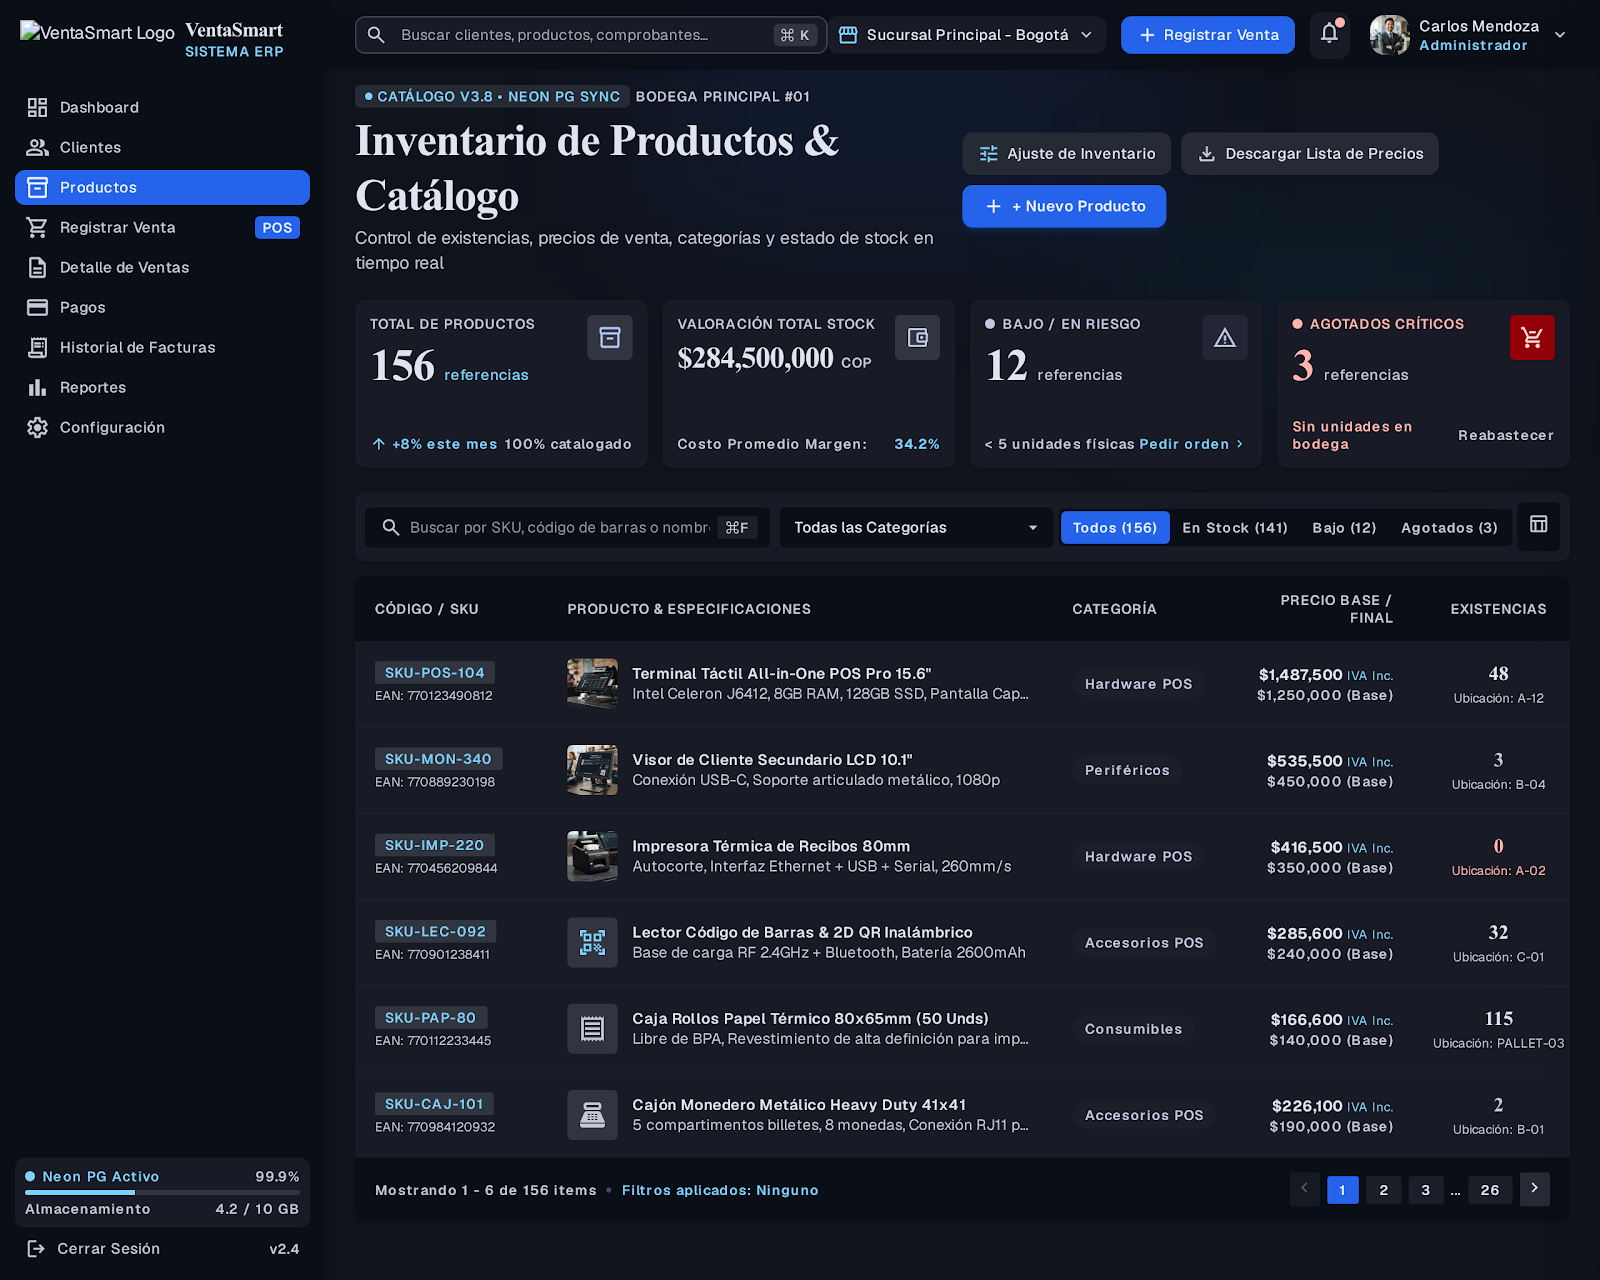 VentaSmart Logo
VentaSmart
SISTEMA ERP
Buscar clientes, productos, comprobantes...
⌘ K
Sucursal Principal - Bogotá
Registrar Venta
Carlos Mendoza
Administrador
Dashboard
Clientes
Productos
Registrar Venta
POS
Detalle de Ventas
Pagos
Historial de Facturas
Reportes
Configuración
Neon PG Activo 99.9%
Almacenamiento 4.2 / 10 GB
Cerrar Sesión v2.4
CATÁLOGO V3.8 • NEON PG SYNC BODEGA PRINCIPAL #01
Inventario de Productos &
Catálogo
Control de existencias, precios de venta, categorías y estado de stock en
tiempo real
Ajuste de Inventario
Descargar Lista de Precios
+ Nuevo Producto
TOTAL DE PRODUCTOS
156 referencias
+8% este mes 100% catalogado
VALORACIÓN TOTAL STOCK
$284,500,000 COP
Costo Promedio Margen: 34.2%
BAJO / EN RIESGO
12 referencias
< 5 unidades físicas Pedir orden ›
AGOTADOS CRÍTICOS
3 referencias
Sin unidades en
bodega
Reabastecer
Buscar por SKU, código de barras o nombr
⌘F
Todas las Categorías
Todos (156)
En Stock (141)
Bajo (12)
Agotados (3)
CÓDIGO / SKU
PRODUCTO & ESPECIFICACIONES
CATEGORÍA
PRECIO BASE /
FINAL
EXISTENCIAS
SKU-POS-104
EAN: 770123490812
Terminal Táctil All-in-One POS Pro 15.6"
Intel Celeron J6412, 8GB RAM, 128GB SSD, Pantalla Cap...
Hardware POS
$1,487,500 IVA Inc.
$1,250,000 (Base)
48
Ubicación: A-12
SKU-MON-340
EAN: 770889230198
Visor de Cliente Secundario LCD 10.1"
Conexión USB-C, Soporte articulado metálico, 1080p
Periféricos
$535,500 IVA Inc.
$450,000 (Base)
3
Ubicación: B-04
SKU-IMP-220
EAN: 770456209844
Impresora Térmica de Recibos 80mm
Autocorte, Interfaz Ethernet + USB + Serial, 260mm/s
Hardware POS
$416,500 IVA Inc.
$350,000 (Base)
0
Ubicación: A-02
SKU-LEC-092
EAN: 770901238411
Lector Código de Barras & 2D QR Inalámbrico
Base de carga RF 2.4GHz + Bluetooth, Batería 2600mAh
Accesorios POS
$285,600 IVA Inc.
$240,000 (Base)
32
Ubicación: C-01
SKU-PAP-80
EAN: 770112233445
Caja Rollos Papel Térmico 80x65mm (50 Unds)
Libre de BPA, Revestimiento de alta definición para imp...
Consumibles
$166,600 IVA Inc.
$140,000 (Base)
115
Ubicación: PALLET-03
SKU-CAJ-101
EAN: 770984120932
Cajón Monedero Metálico Heavy Duty 41x41
5 compartimentos billetes, 8 monedas, Conexión RJ11 p...
Accesorios POS
$226,100 IVA Inc.
$190,000 (Base)
2
Ubicación: B-01
Mostrando 1 - 6 de 156 items • Filtros aplicados: Ninguno
‹ 1 2 3 ... 26 ›